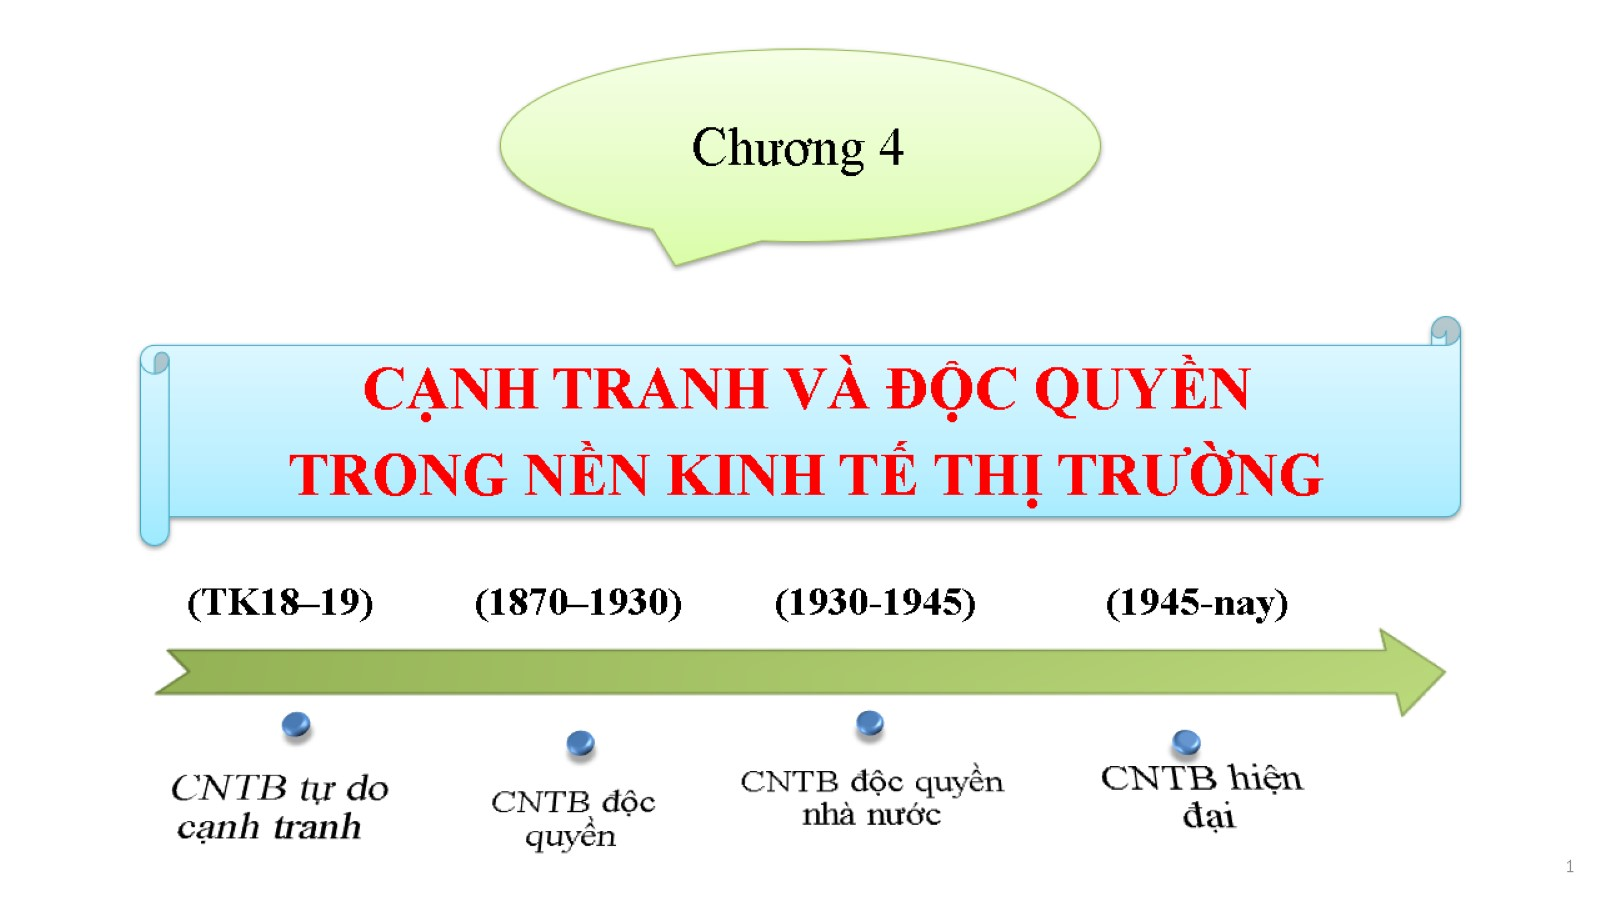 Chương 4
CẠNH TRANH VÀ ĐỘC QUYỀN
TRONG NỀN KINH TẾ THỊ TRƯỜNG
(TK18–19) (1870–1930) (1930-1945) (1945-nay)
CNTB tự do
cạnh tranh
CNTB độc
quyền
CNTB độc quyền
nhà nước
CNTB hiện
đại
1